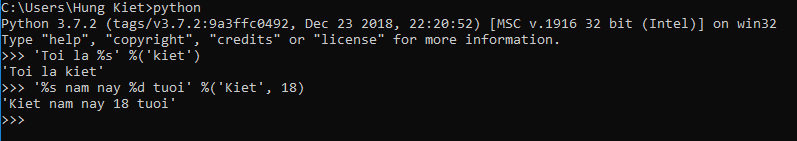 C:\Users\Hung Kiet>python
Python 3.7.2 (tags/v3.7.2:9a3ffc0492, Dec 23 2018, 22:20:52) [MSC v.1916 32 bit (Intel)] on win32
Type "help", "copyright", "credits" or "license" for more information.
>>> 'Toi la %s' %('kiet')
'Toi la kiet'
>>> '%s nam nay %d tuoi' %('Kiet', 18)
'Kiet nam nay 18 tuoi'
>>>